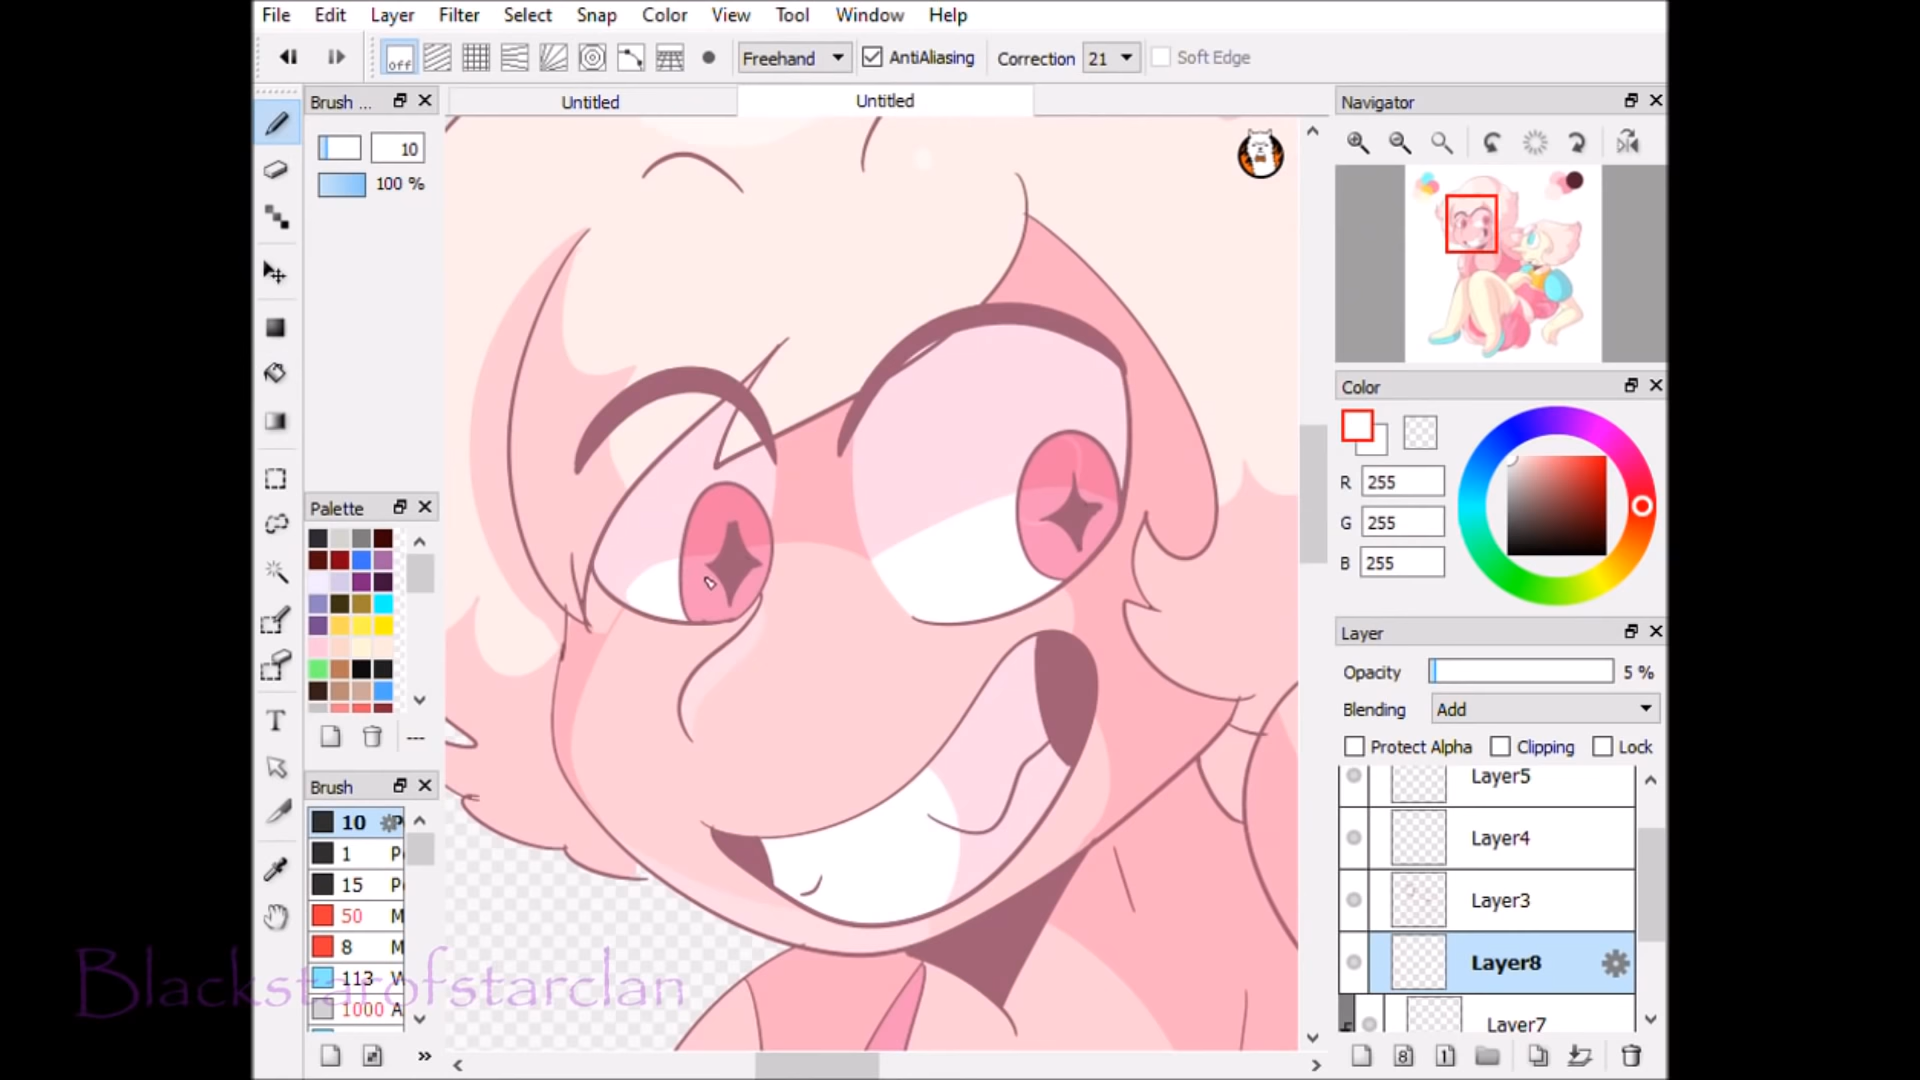 File Edit Layer Filter Select Snap Color View Tool Window Help
off Freehand AntiAliasing Correction 21 Soft Edge
Brush ...
Untitled
Untitled
Navigator
10
100 %
Color
R 255
G 255
B 255
Palette
---
Layer
Opacity 5 %
Blending Add
Protect Alpha Clipping Lock
Layer5
Layer4
Layer3
Layer8
Layer7
8 1
Brush
10
1
15
50 M
8 M
113
1000 A
»
Blackstarofstarclan